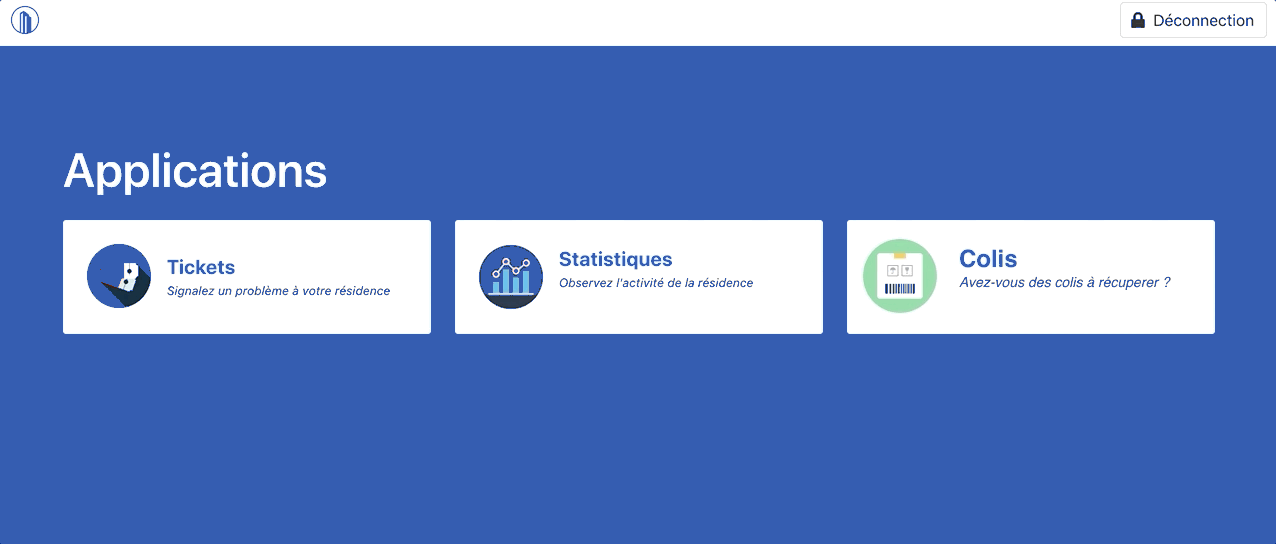 Déconnection
Applications
Tickets
Signalez un problème à votre résidence
Statistiques
Observez l'activité de la résidence
Colis
Avez-vous des colis à récuperer ?